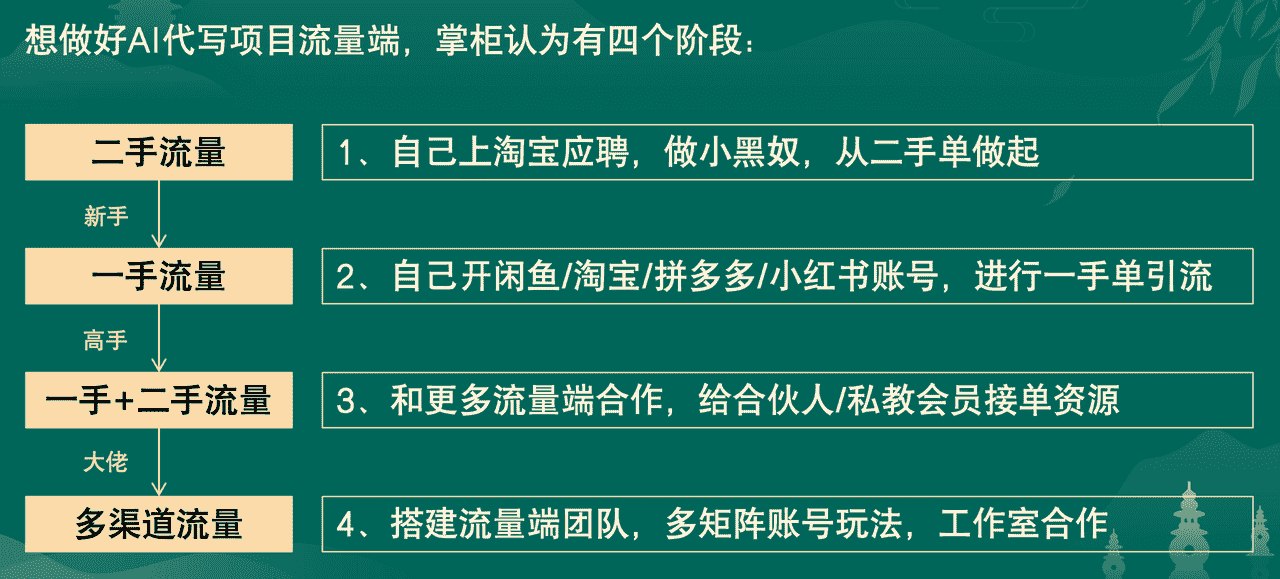 想做好AI代写项目流量端，掌柜认为有四个阶段：
二手流量
1、自己上淘宝应聘，做小黑奴，从二手单做起
新手
一手流量
2、自己开闲鱼/淘宝/拼多多/小红书账号，进行一手单引流
高手
一手+二手流量
3、和更多流量端合作，给合伙人/私教会员接单资源
大佬
多渠道流量
4、搭建流量端团队，多矩阵账号玩法，工作室合作